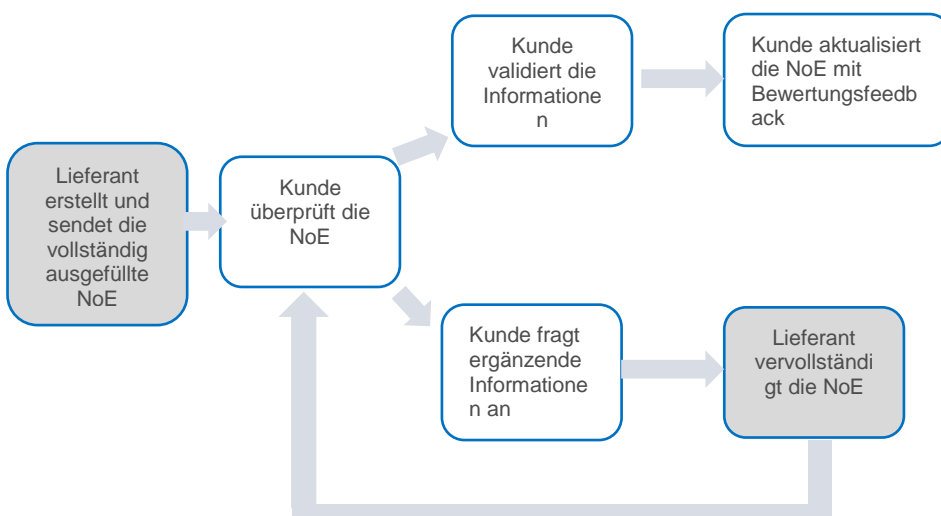 Lieferant
erstellt und
sendet die
vollständig
ausgefüllte
NoE
Kunde
überprüft die
NoE
Kunde
validiert die
Informatione
n
Kunde aktualisiert
die NoE mit
Bewertungsfeedb
ack
Kunde fragt
ergänzende
Informatione
n an
Lieferant
vervollständi
gt die NoE